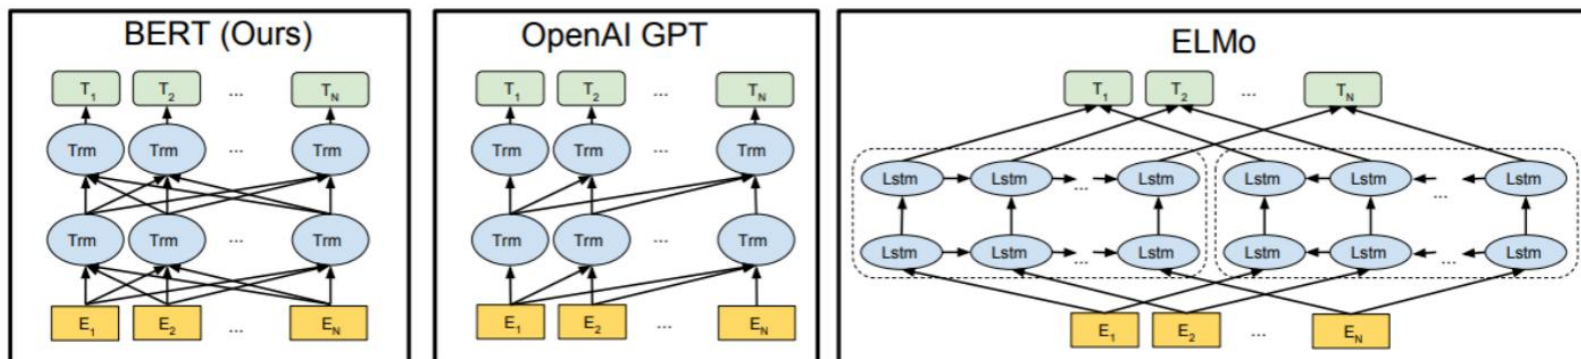 BERT (Ours)
T1 T2 ... TN
Trm Trm ... Trm
Trm Trm ... Trm
E1 E2 ... EN
OpenAI GPT
T1 T2 ... TN
Trm Trm ... Trm
Trm Trm ... Trm
E1 E2 ... EN
ELMo
T1 T2 ... TN
Lstm Lstm ... Lstm Lstm Lstm ... Lstm
Lstm Lstm ... Lstm Lstm Lstm ... Lstm
E1 E2 ... EN